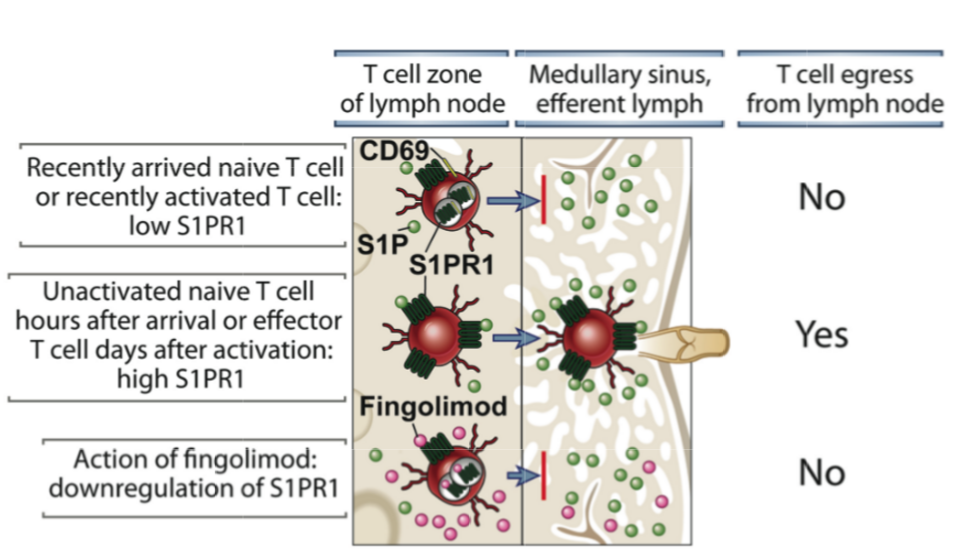 T cell zone
of lymph node
Medullary sinus,
efferent lymph
T cell egress
from lymph node
Recently arrived naive T cell
or recently activated T cell:
low S1PR1
CD69
S1P
S1PR1
No
Unactivated naive T cell
hours after arrival or effector
T cell days after activation:
high S1PR1
Yes
Fingolimod
Action of fingolimod:
downregulation of S1PR1
No